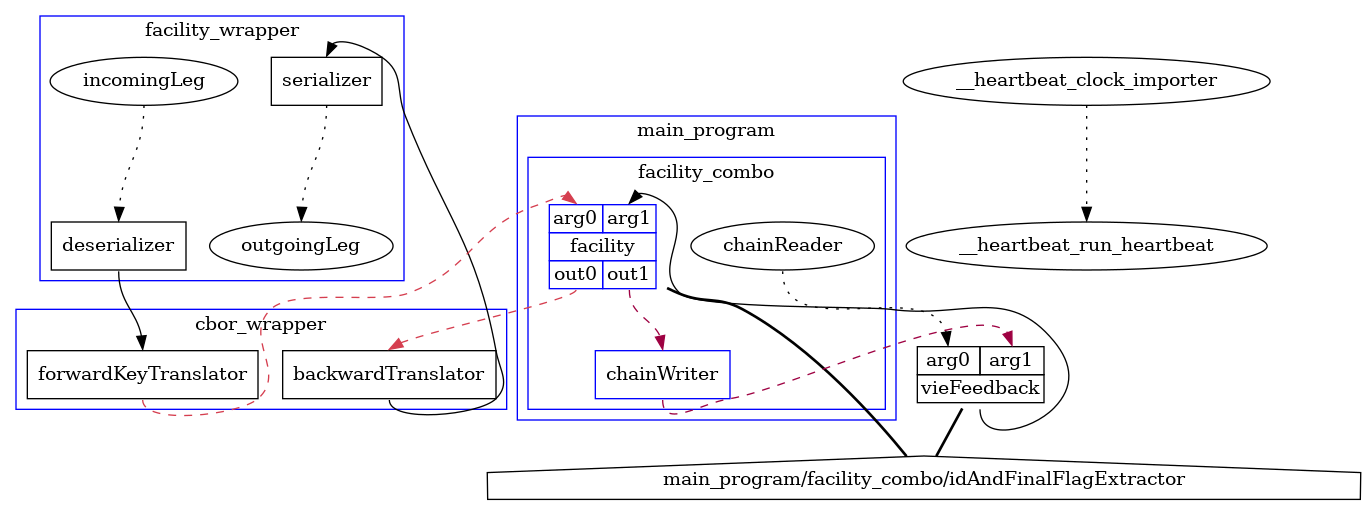 facility_wrapper
incomingLeg
serializer
__heartbeat_clock_importer
main_program
facility_combo
arg0 arg1
facility
out0 out1
chainReader
deserializer
outgoingLeg
__heartbeat_run_heartbeat
cbor_wrapper
forwardKeyTranslator
backwardTranslator
chainWriter
arg0 arg1
vieFeedback
main_program/facility_combo/idAndFinalFlagExtractor